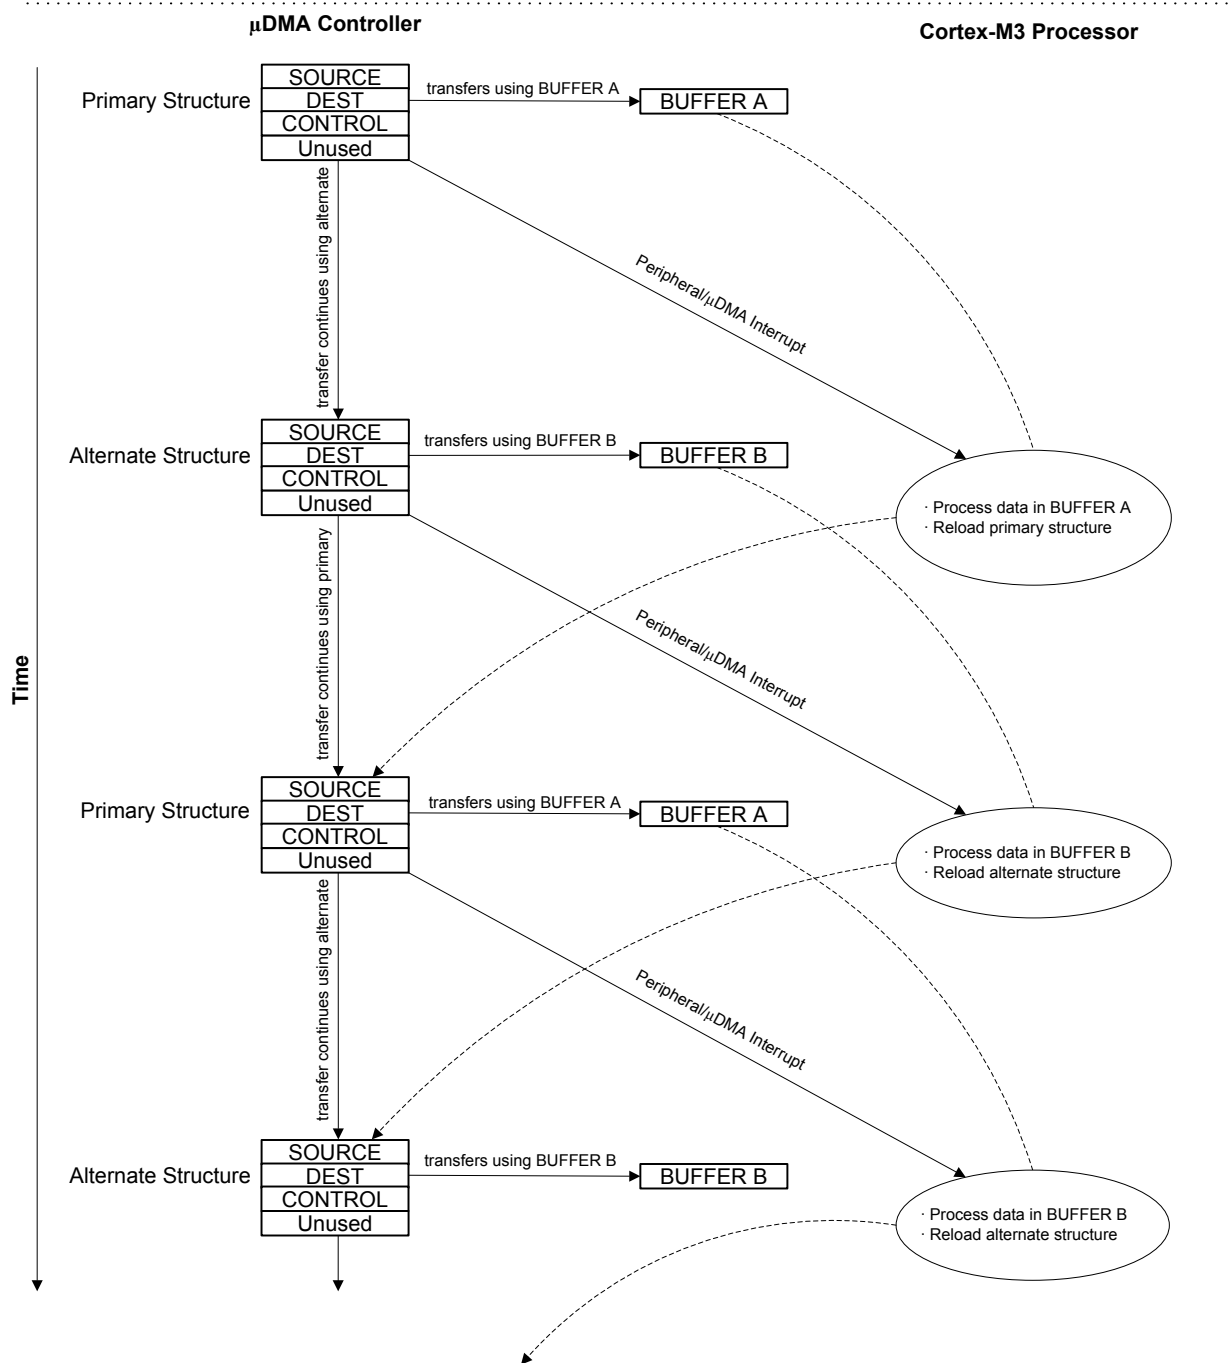 μDMA Controller
Cortex-M3 Processor
SOURCE
Primary Structure
DEST
transfers using BUFFER A
BUFFER A
CONTROL
Unused
transfer continues using alternate
Peripheral/μDMA Interrupt
SOURCE
Alternate Structure
DEST
transfers using BUFFER B
BUFFER B
CONTROL
Unused
· Process data in BUFFER A
· Reload primary structure
transfer continues using primary
Peripheral/μDMA Interrupt
Time
SOURCE
Primary Structure
DEST
transfers using BUFFER A
BUFFER A
CONTROL
Unused
· Process data in BUFFER B
· Reload alternate structure
transfer continues using alternate
Peripheral/μDMA Interrupt
SOURCE
Alternate Structure
DEST
transfers using BUFFER B
BUFFER B
CONTROL
Unused
· Process data in BUFFER B
· Reload alternate structure